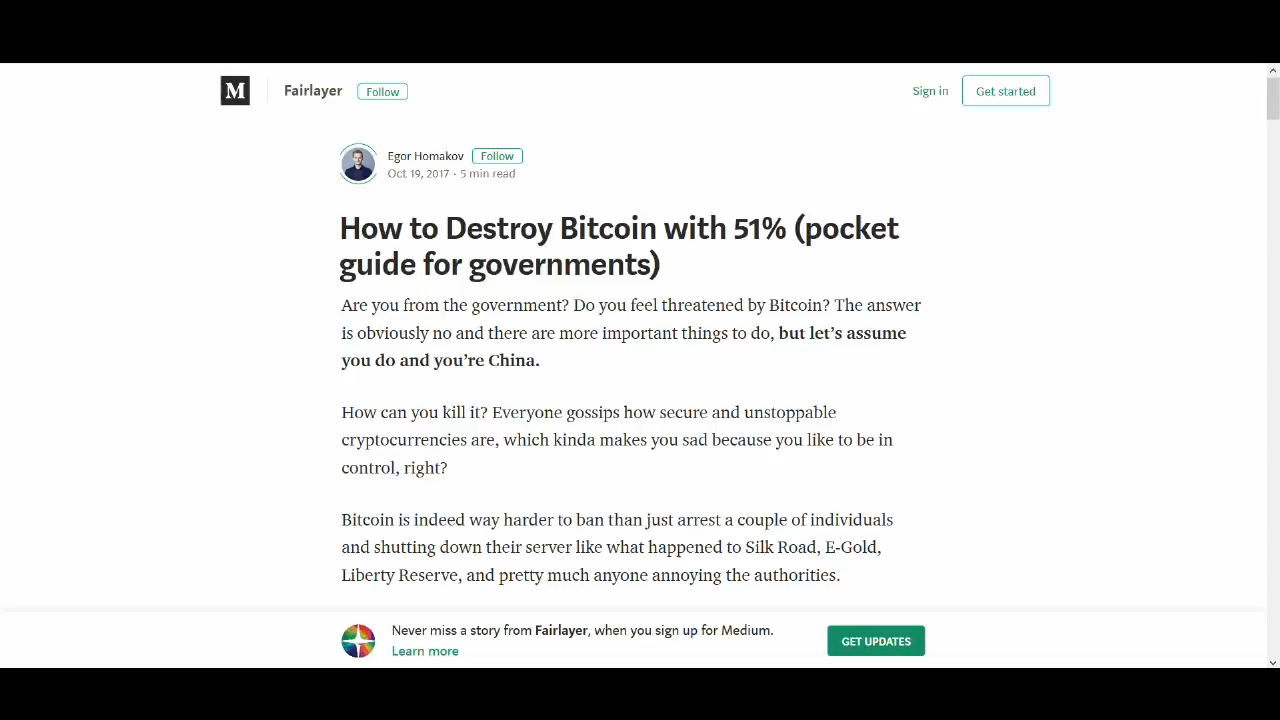 M
Fairlayer Follow
Sign in Get started
Egor Homakov Follow
Oct 19, 2017 · 5 min read
How to Destroy Bitcoin with 51% (pocket
guide for governments)
Are you from the government? Do you feel threatened by Bitcoin? The answer
is obviously no and there are more important things to do, but let’s assume
you do and you’re China.
How can you kill it? Everyone gossips how secure and unstoppable
cryptocurrencies are, which kinda makes you sad because you like to be in
control, right?
Bitcoin is indeed way harder to ban than just arrest a couple of individuals
and shutting down their server like what happened to Silk Road, E-Gold,
Liberty Reserve, and pretty much anyone annoying the authorities.
Never miss a story from Fairlayer, when you sign up for Medium.
Learn more
GET UPDATES